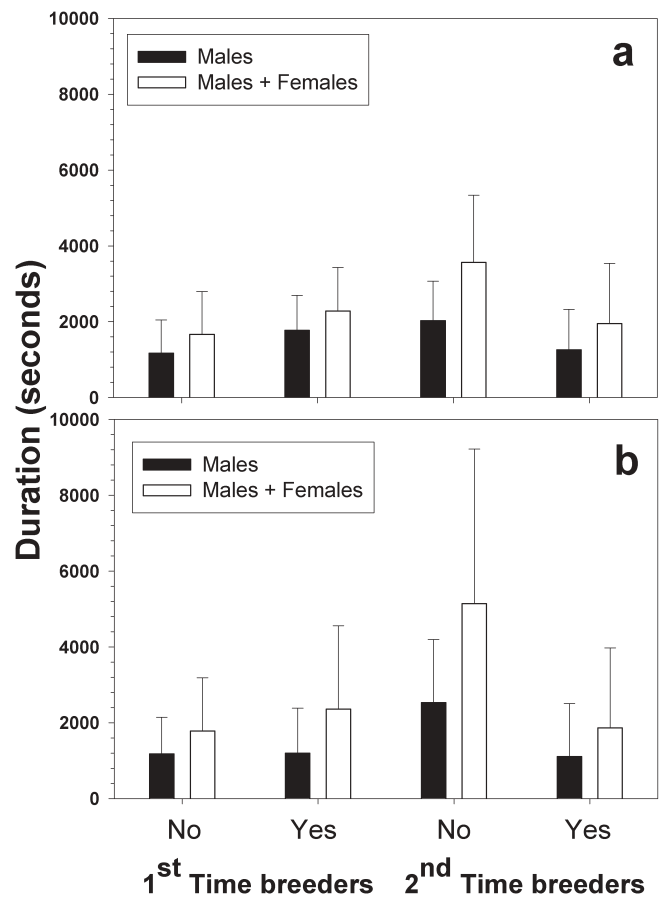 10000
8000
6000
4000
2000
0
Males
Males + Females
a
Duration (seconds)
10000
8000
6000
4000
2000
0
Males
Males + Females
b
No Yes No Yes
1st Time breeders 2nd Time breeders